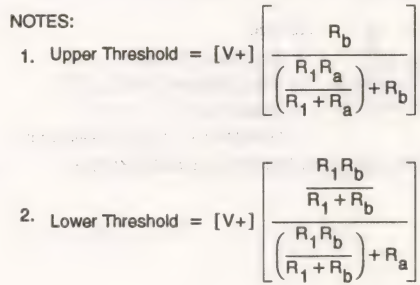 NOTES:
1. Upper Threshold = [V+] [ R_b / ( ( R_1 R_a / R_1 + R_a ) + R_b ) ]
2. Lower Threshold = [V+] [ ( R_1 R_b / R_1 + R_b ) / ( ( R_1 R_b / R_1 + R_b ) + R_a ) ]